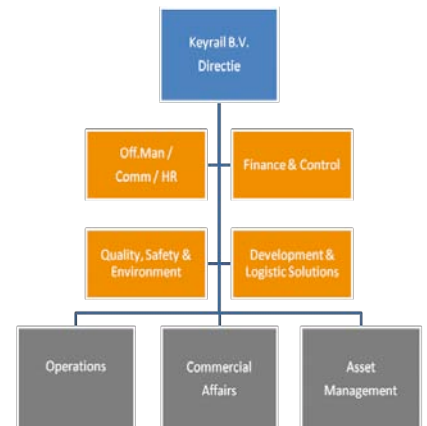 Keyrail B.V.
Directie
Off.Man /
Comm / HR
Finance & Control
Quality, Safety &
Environment
Development &
Logistic Solutions
Operations
Commercial
Affairs
Asset
Management